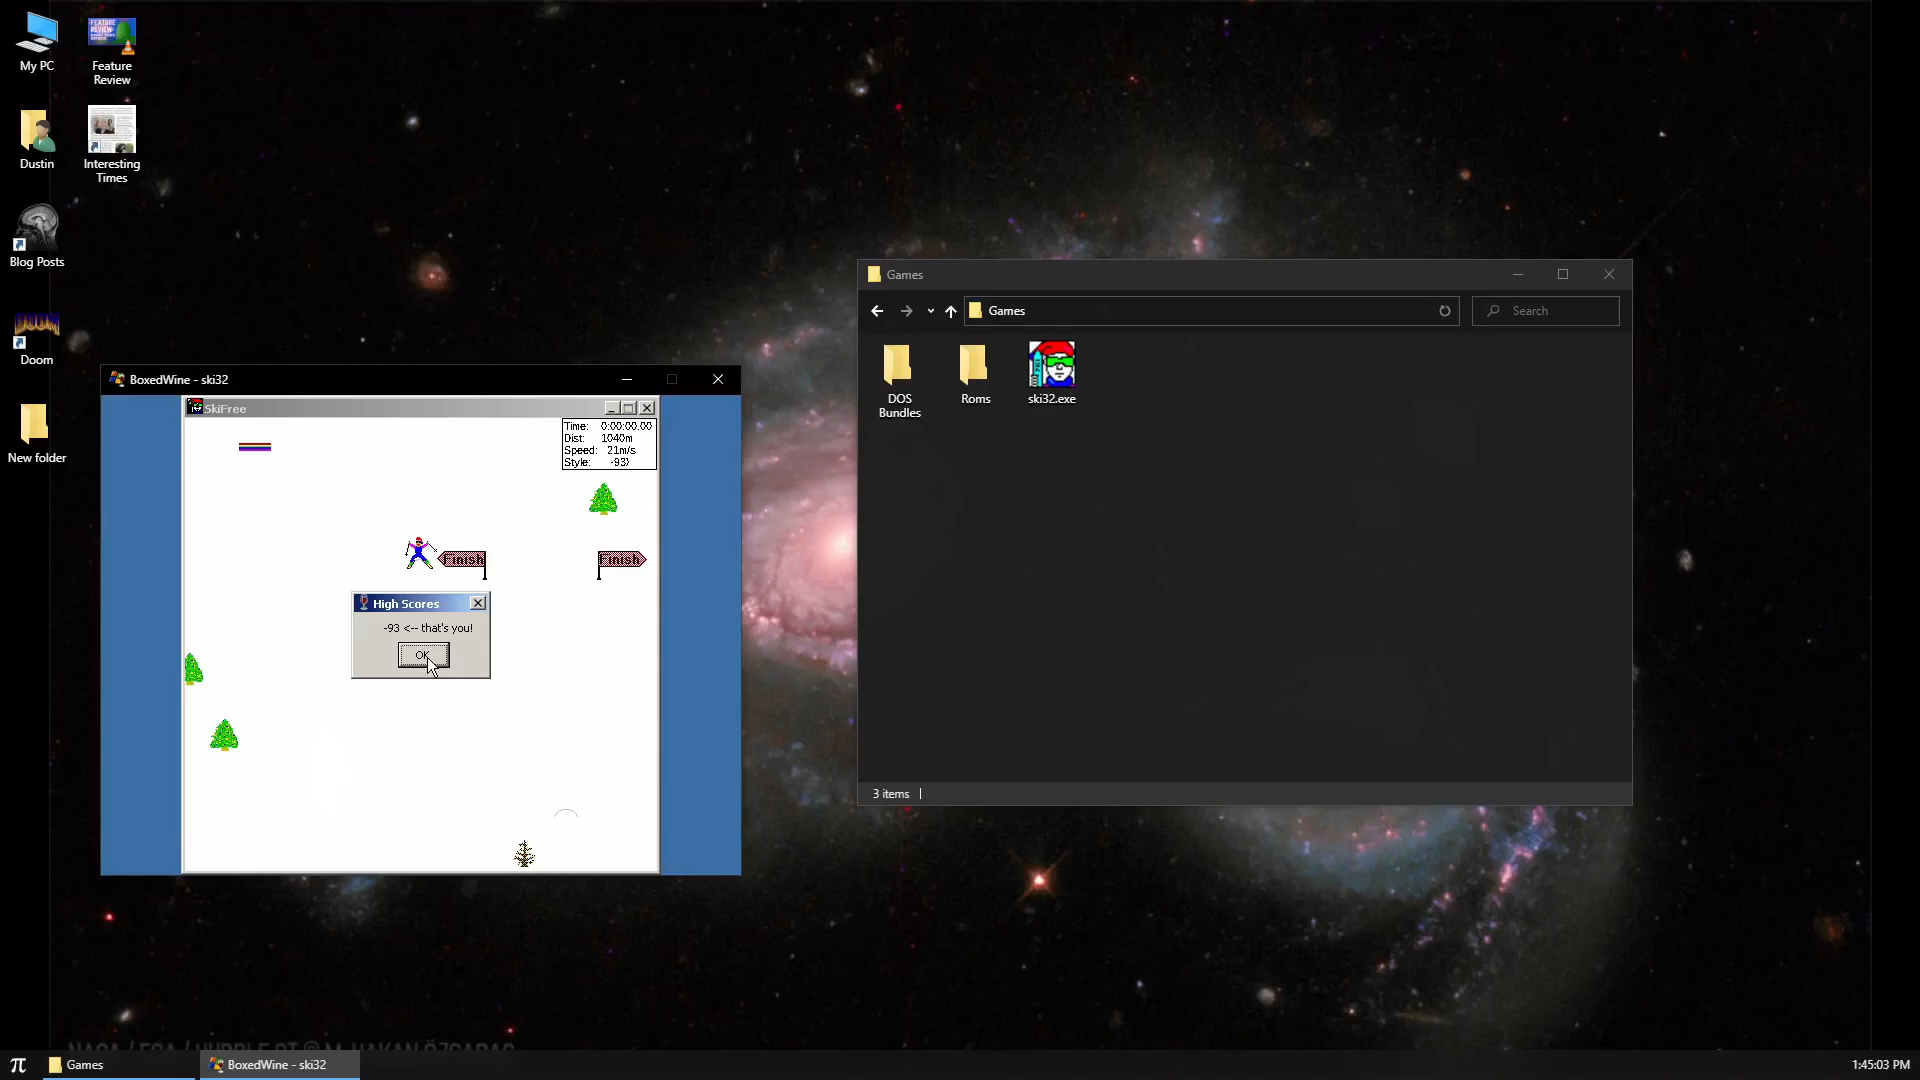 My PC
Feature
Review
FEATURE
REVIEW
Dustin
Interesting
Times
Blog Posts
Doom
New folder
BoxedWine - ski32
SkiFree
Time: 0:00:00.00
Dist: 1040m
Speed: 21m/s
Style: -93)
Finish
Finish
High Scores
-93 <-- that's you!
OK
Games
Games
Search
DOS
Bundles
Roms
ski32.exe
3 items
π
Games
BoxedWine - ski32
1:45:03 PM